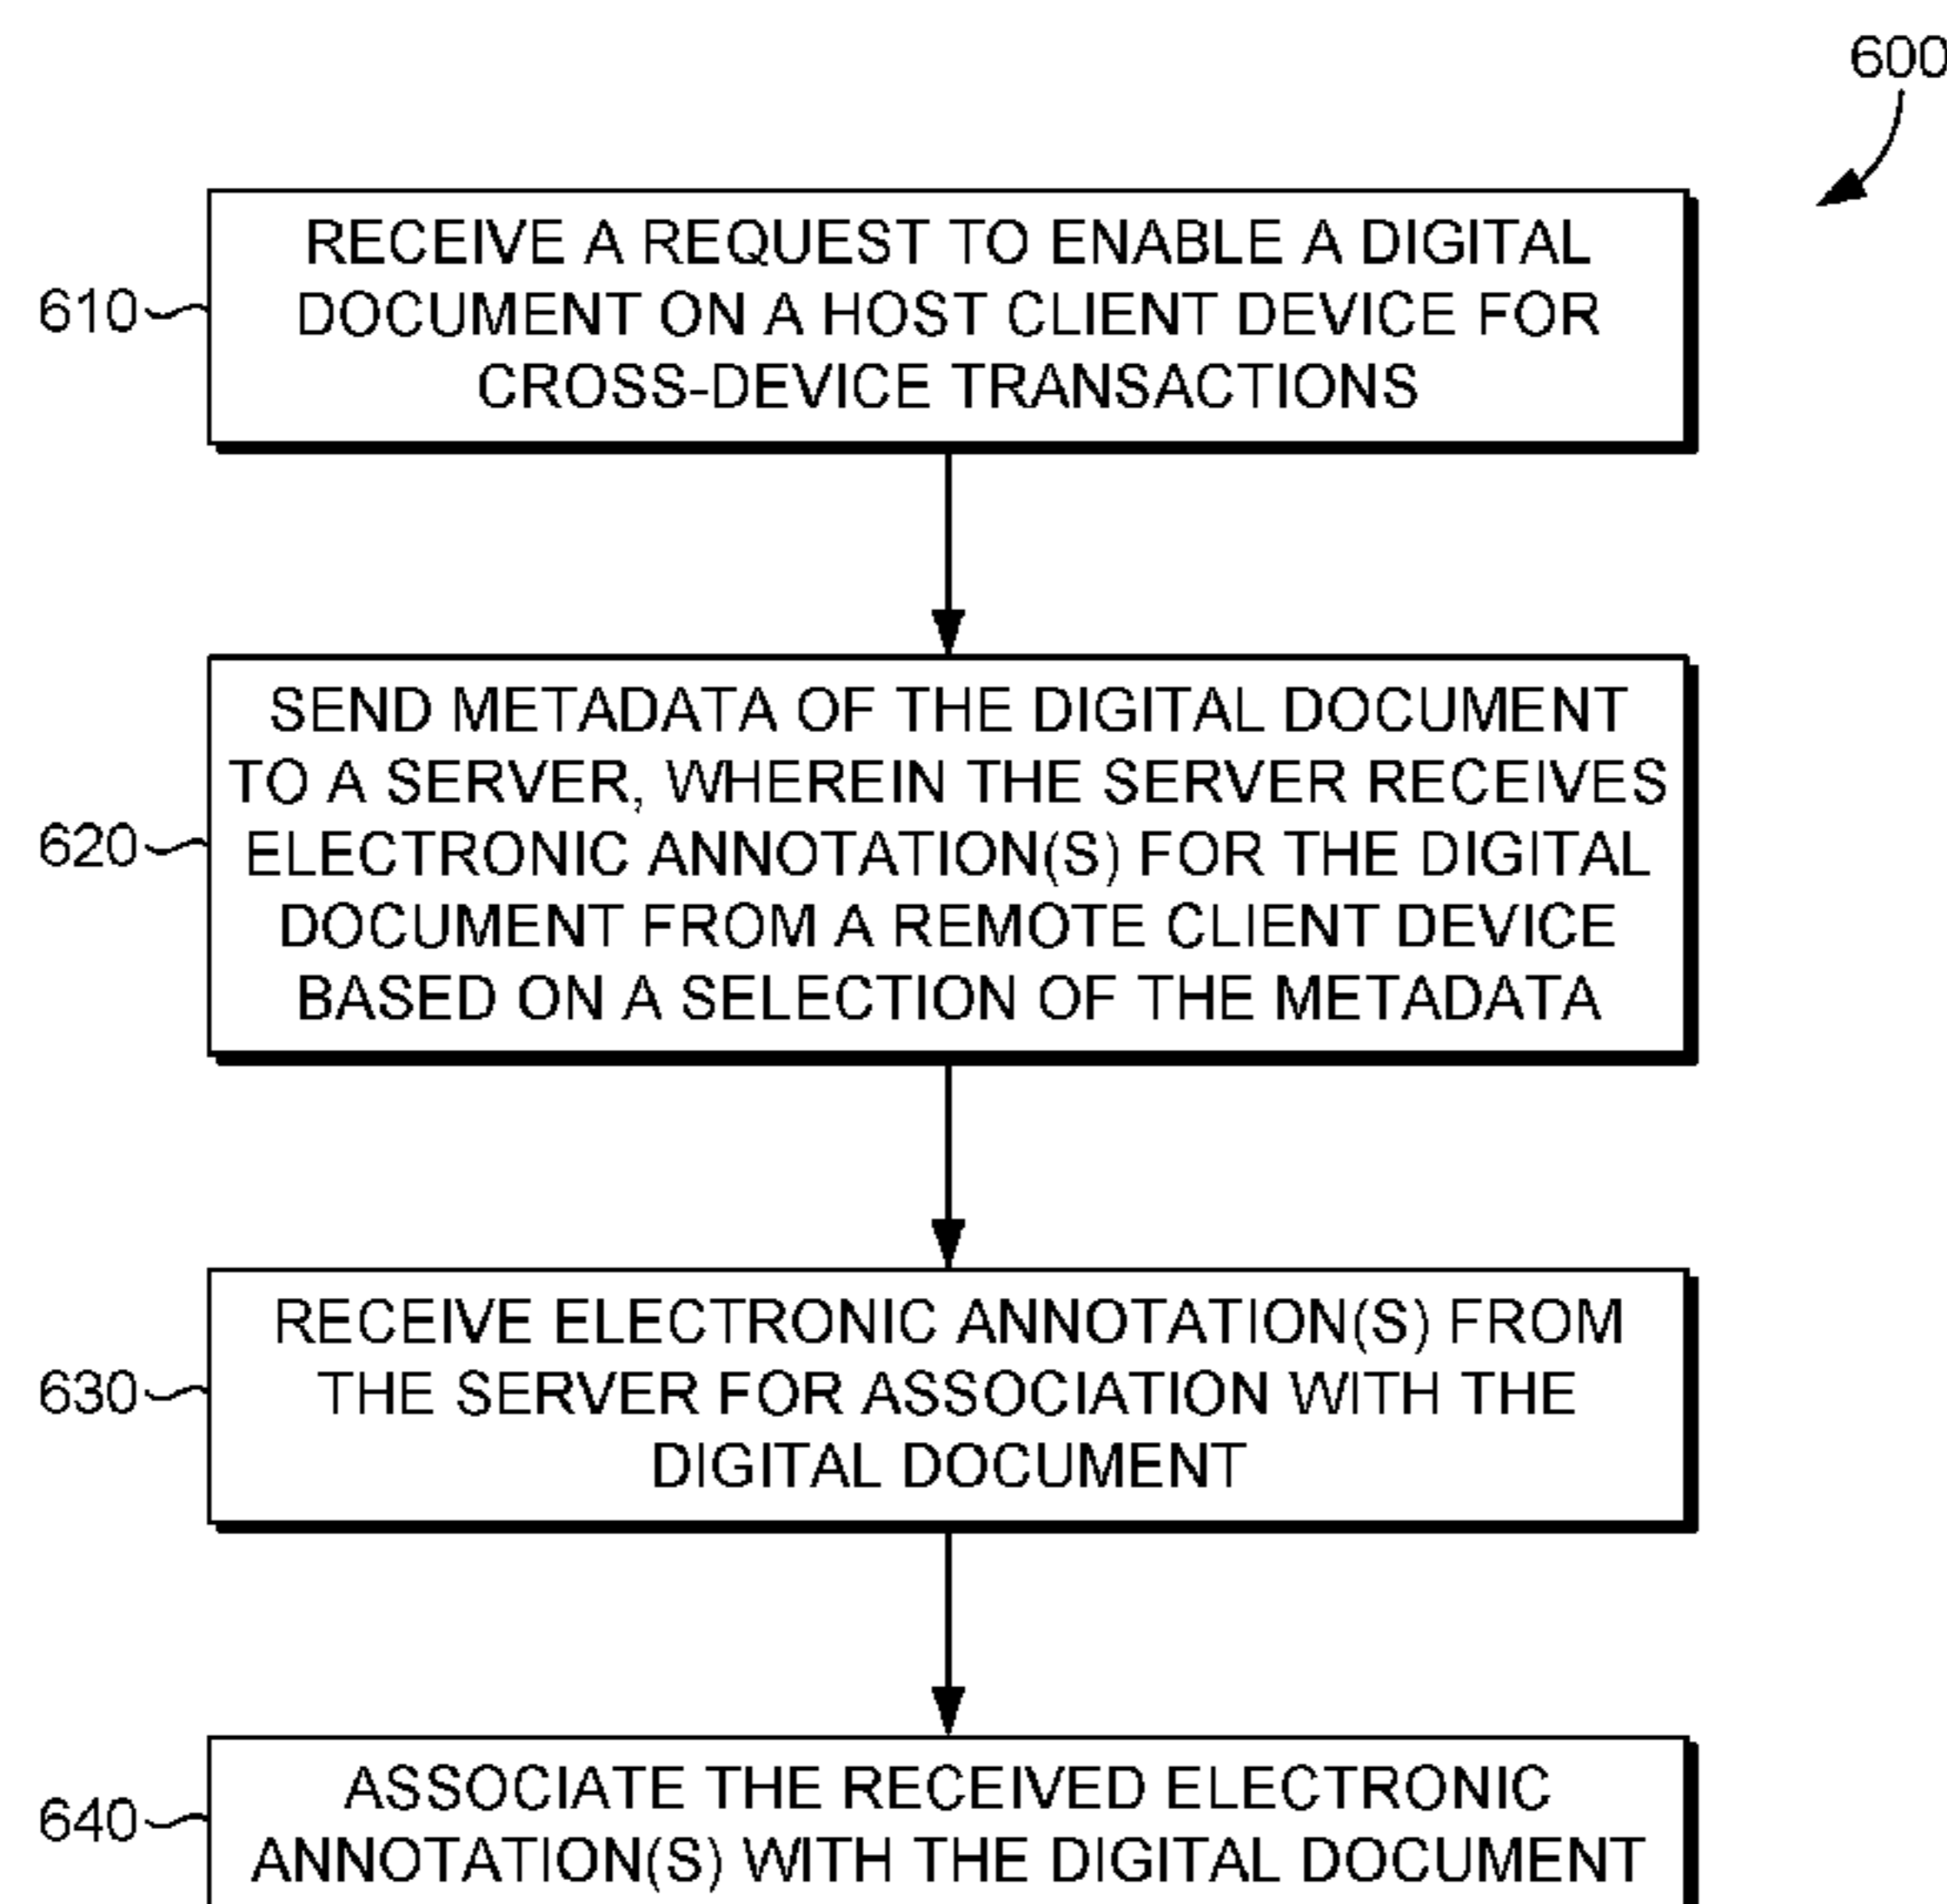 600
610
RECEIVE A REQUEST TO ENABLE A DIGITAL
DOCUMENT ON A HOST CLIENT DEVICE FOR
CROSS-DEVICE TRANSACTIONS
620
SEND METADATA OF THE DIGITAL DOCUMENT
TO A SERVER, WHEREIN THE SERVER RECEIVES
ELECTRONIC ANNOTATION(S) FOR THE DIGITAL
DOCUMENT FROM A REMOTE CLIENT DEVICE
BASED ON A SELECTION OF THE METADATA
630
RECEIVE ELECTRONIC ANNOTATION(S) FROM
THE SERVER FOR ASSOCIATION WITH THE
DIGITAL DOCUMENT
640
ASSOCIATE THE RECEIVED ELECTRONIC
ANNOTATION(S) WITH THE DIGITAL DOCUMENT